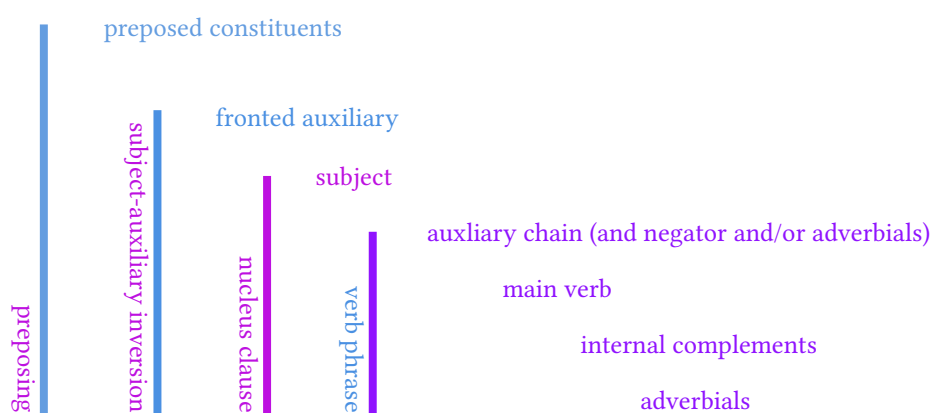 preposed constituents
fronted auxiliary
subject
auxliary chain (and negator and/or adverbials)
main verb
internal complements
adverbials
preposing
subject-auxiliary inversion
nucleus clause
verb phrase